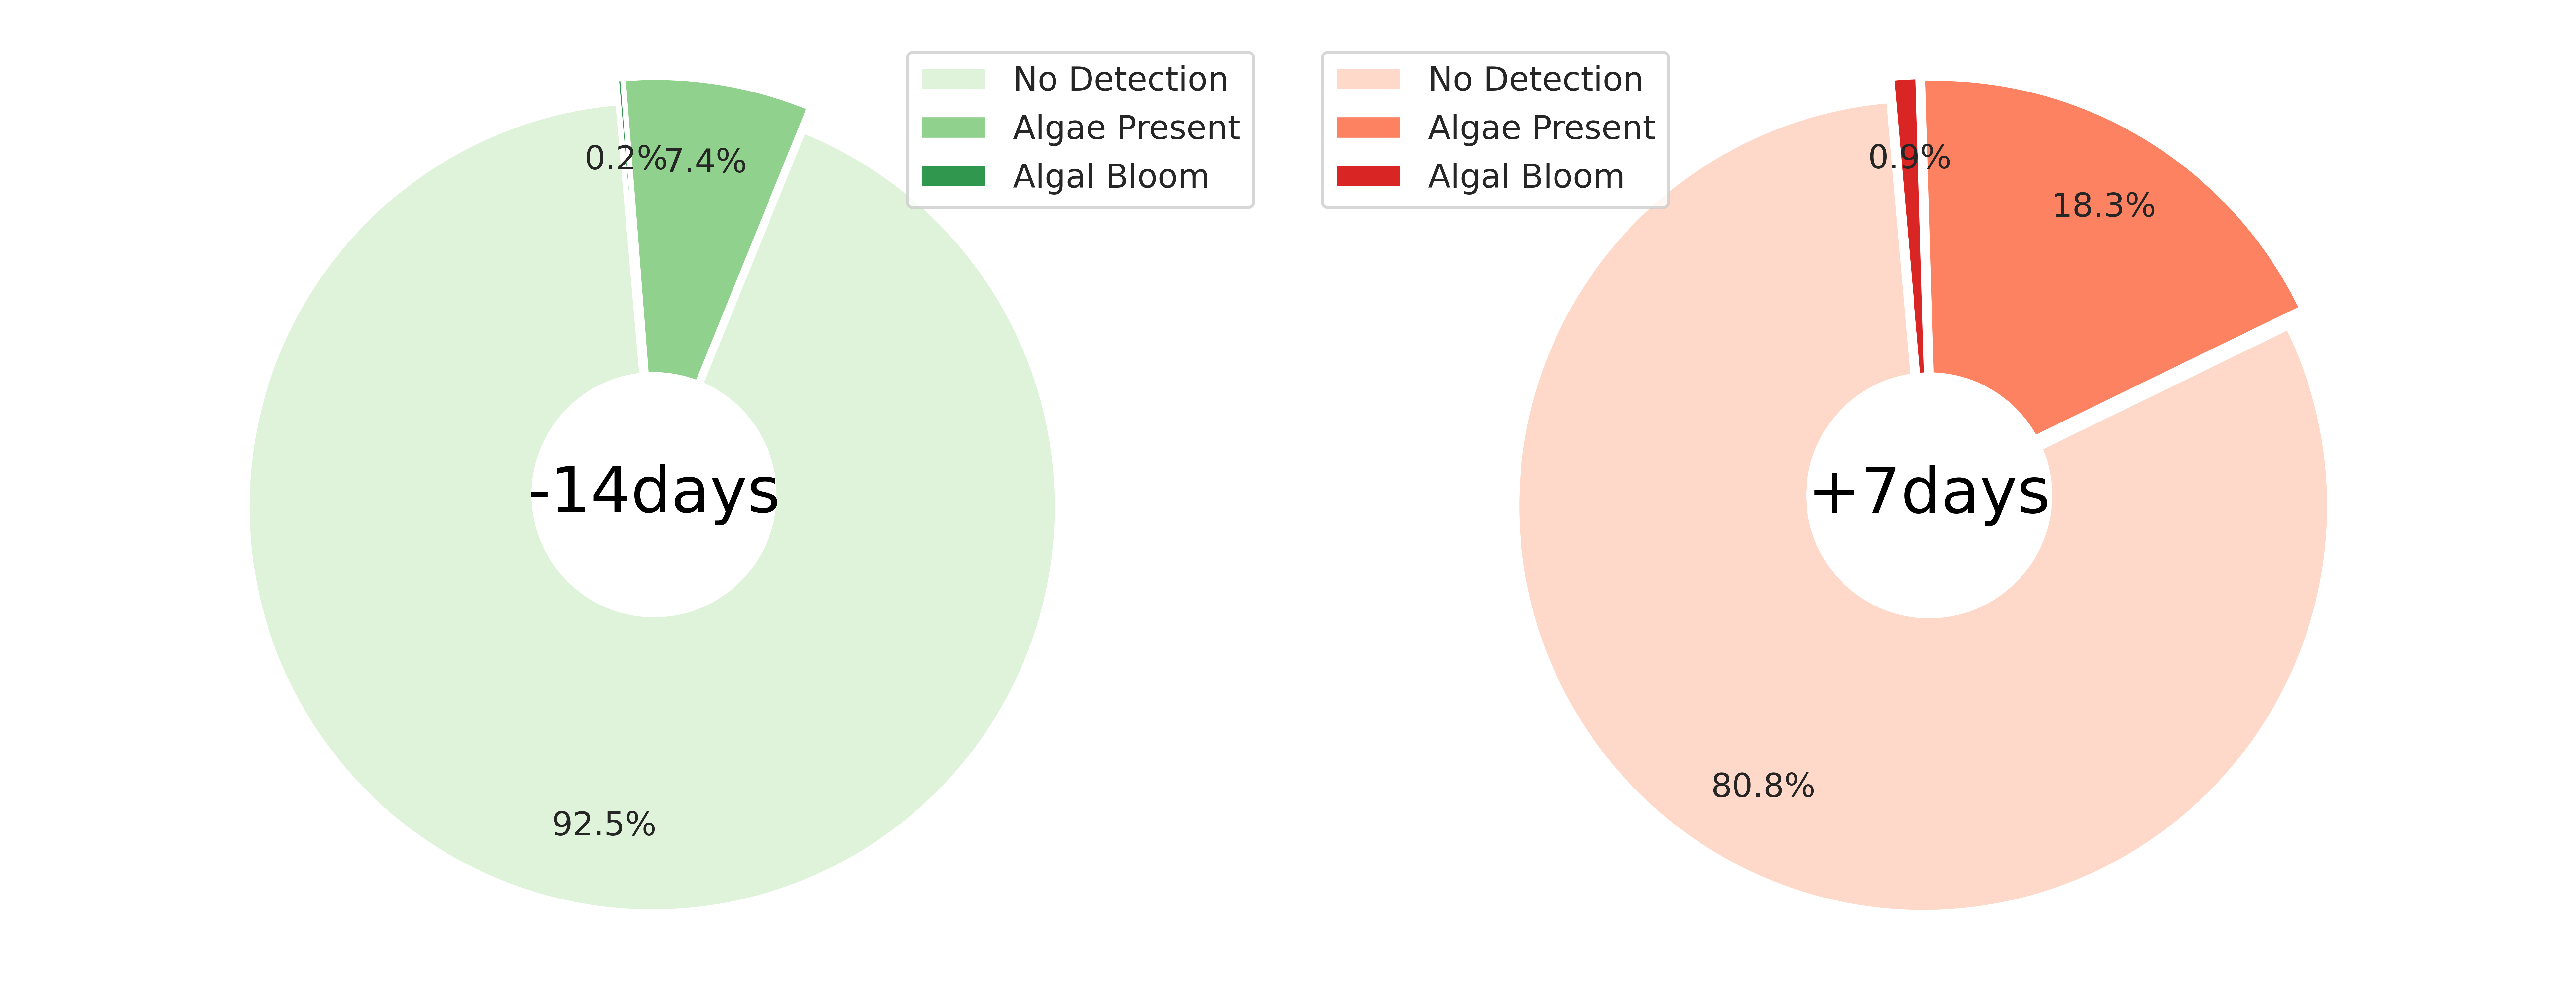 No Detection
Algae Present
Algal Bloom
0.2%
7.4%
-14days
92.5%
No Detection
Algae Present
Algal Bloom
0.9%
18.3%
+7days
80.8%